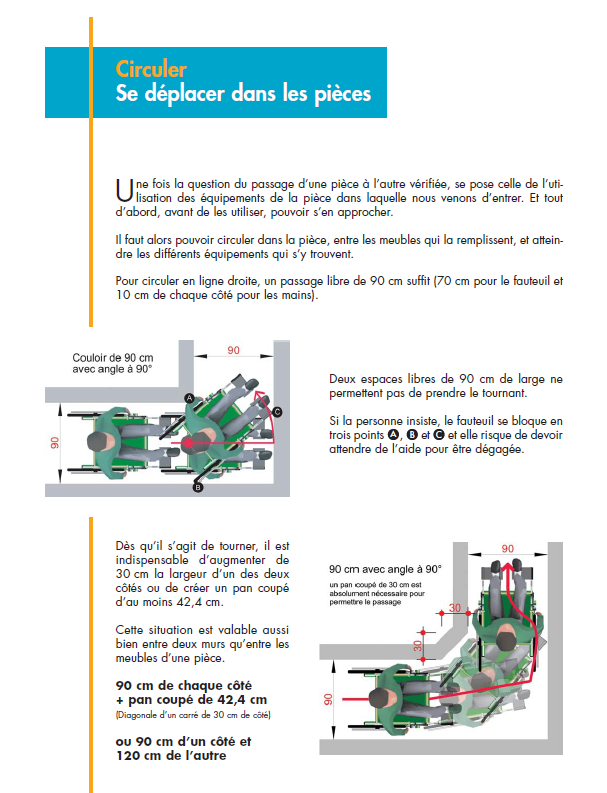 Circuler
Se déplacer dans les pièces
Une fois la question du passage d'une pièce à l'autre vérifiée, se pose celle de l'uti-
lisation des équipements de la pièce dans laquelle nous venons d'entrer. Et tout
d'abord, avant de les utiliser, pouvoir s'en approcher.
Il faut alors pouvoir circuler dans la pièce, entre les meubles qui la remplissent, et attein-
dre les différents équipements qui s'y trouvent.
Pour circuler en ligne droite, un passage libre de 90 cm suffit (70 cm pour le fauteuil et
10 cm de chaque côté pour les mains).
Couloir de 90 cm
avec angle à 90°
90
90
A
C
B
Deux espaces libres de 90 cm de large ne
permettent pas de prendre le tournant.
Si la personne insiste, le fauteuil se bloque en
trois points A, B et C et elle risque de devoir
attendre de l'aide pour être dégagée.
Dès qu'il s'agit de tourner, il est
indispensable d'augmenter de
30 cm la largeur d'un des deux
côtés ou de créer un pan coupé
d'au moins 42,4 cm.
Cette situation est valable aussi
bien entre deux murs qu'entre les
meubles d'une pièce.
90 cm de chaque côté
+ pan coupé de 42,4 cm
(Diagonale d'un carré de 30 cm de côté)
ou 90 cm d'un côté et
120 cm de l'autre
90 cm avec angle à 90°
un pan coupé de 30 cm est
absolument nécessaire pour
permettre le passage
90
30
30
90